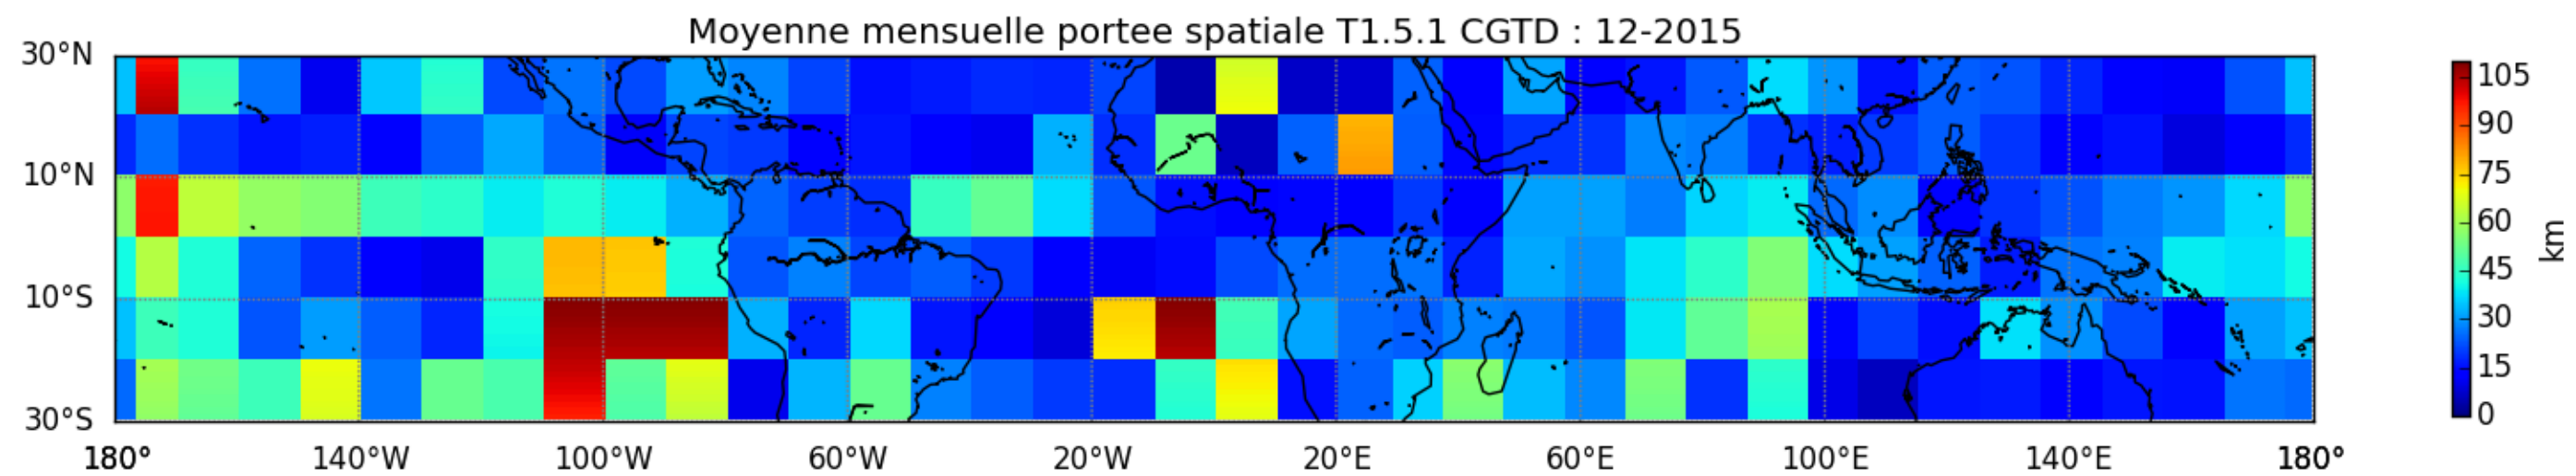 Moyenne mensuelle portee spatiale T1.5.1 CGTD : 12-2015
30°N
10°N
10°S
30°S
180° 140°W 100°W 60°W 20°W 20°E 60°E 100°E 140°E 180°
105
90
75
60
45
30
15
0
km